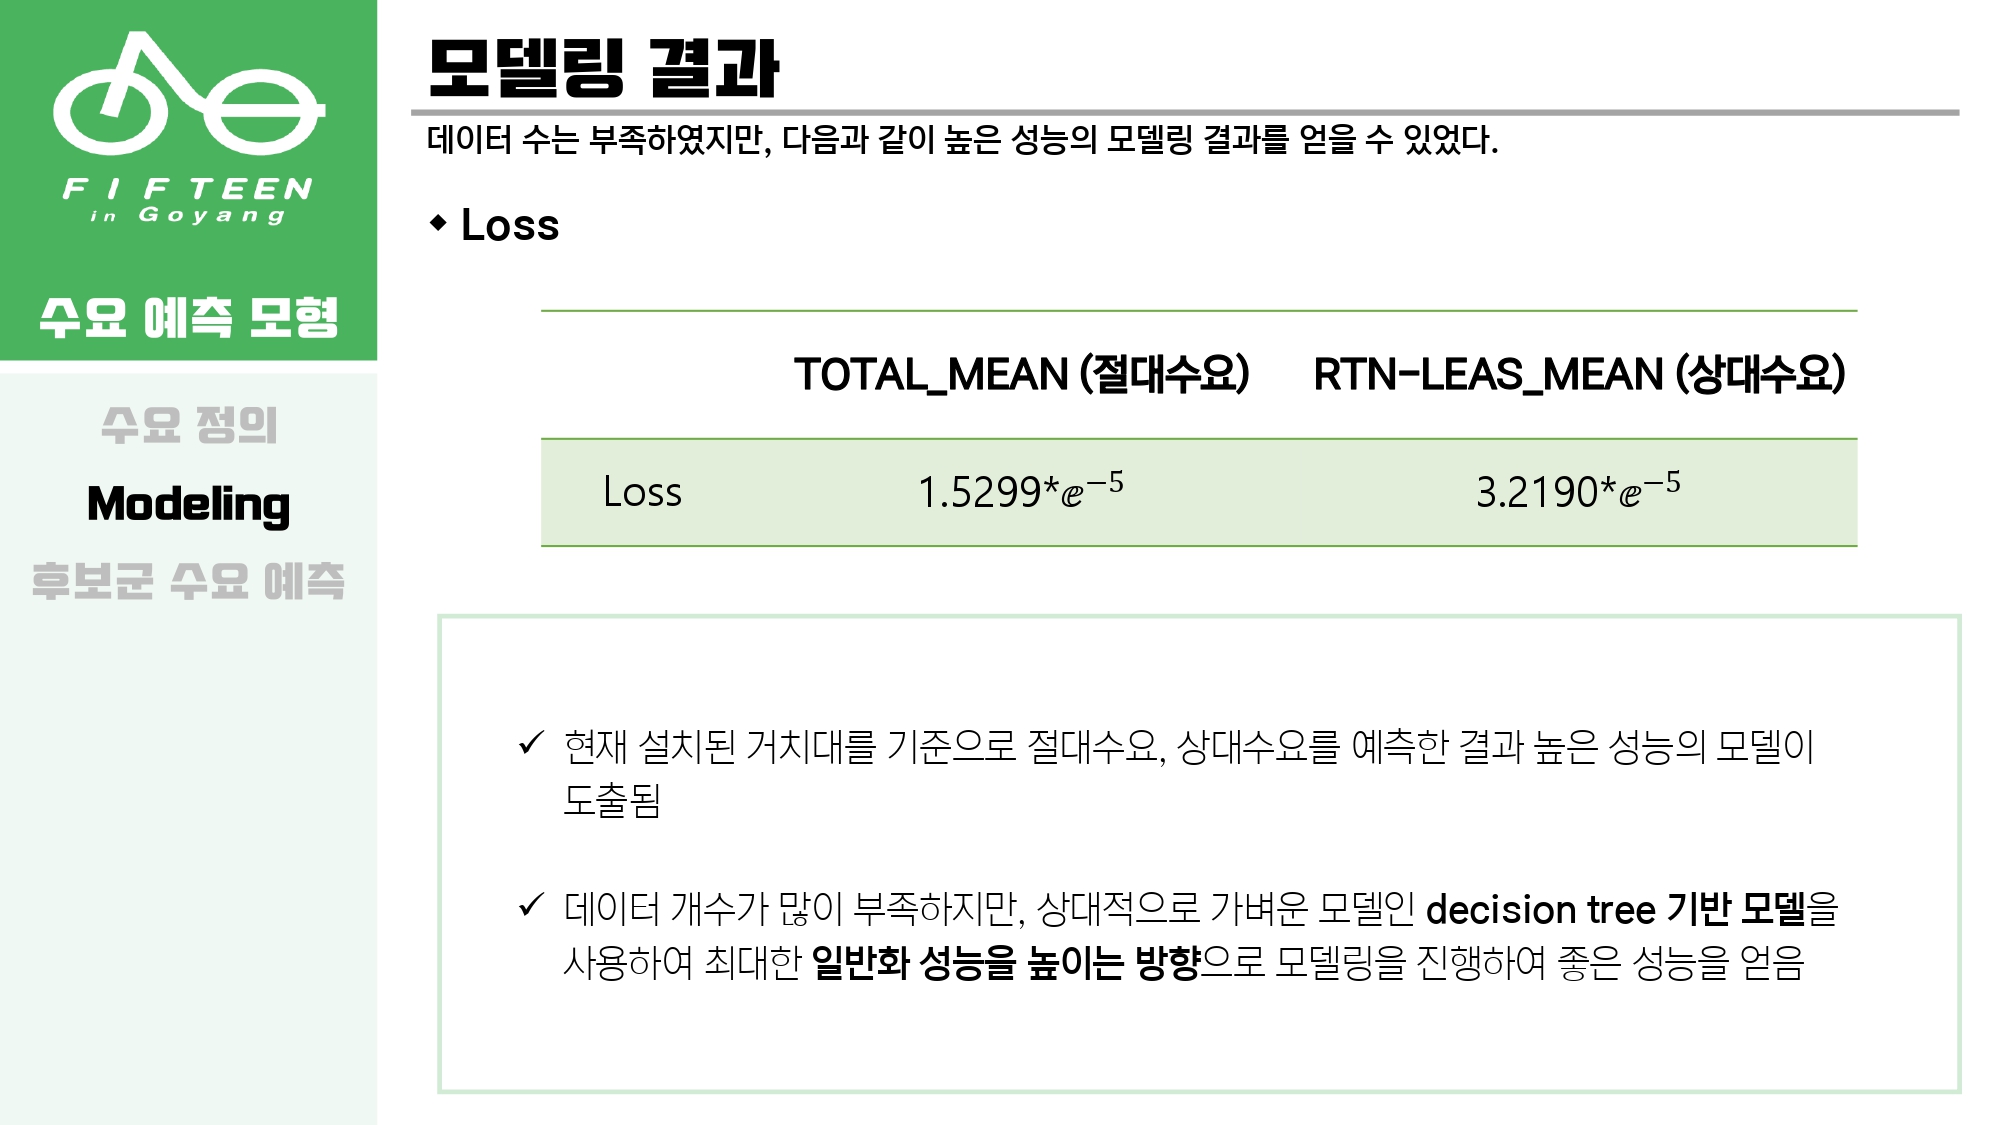 FIFTEEN
in Goyang
수요 예측 모형
수요 정의
Modeling
후보군 수요 예측
모델링 결과
데이터 수는 부족하였지만, 다음과 같이 높은 성능의 모델링 결과를 얻을 수 있었다.
◆ Loss
TOTAL_MEAN (절대수요) RTN-LEAS_MEAN (상대수요)
Loss 1.5299*ℯ⁻⁵ 3.2190*ℯ⁻⁵
✓ 현재 설치된 거치대를 기준으로 절대수요, 상대수요를 예측한 결과 높은 성능의 모델이
도출됨
✓ 데이터 개수가 많이 부족하지만, 상대적으로 가벼운 모델인 decision tree 기반 모델을
사용하여 최대한 일반화 성능을 높이는 방향으로 모델링을 진행하여 좋은 성능을 얻음